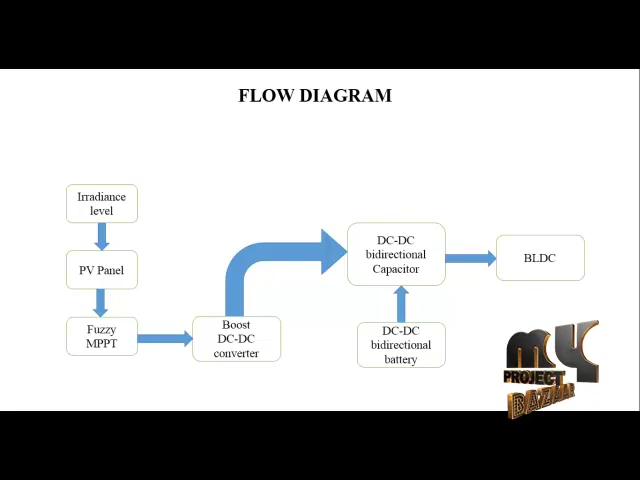 FLOW DIAGRAM
Irradiance
level
PV Panel
Fuzzy
MPPT
Boost
DC-DC
converter
DC-DC
bidirectional
Capacitor
DC-DC
bidirectional
battery
BLDC
MY
PROJECT
BAZAAR